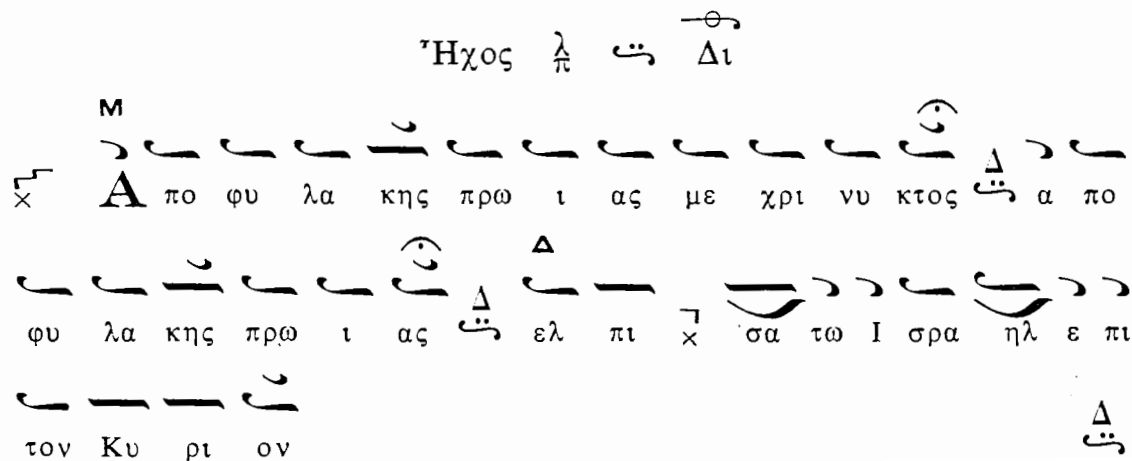 Ἦχος λ π Δι
Μ
Α πο φυ λα κης πρω ι ας με χρι νυ κτος Δ α πο
Δ
φυ λα κης πρω ι ας Δ ελ πι χ σα τω Ι σρα ηλ ε πι
τον Κυ ρι ον Δ